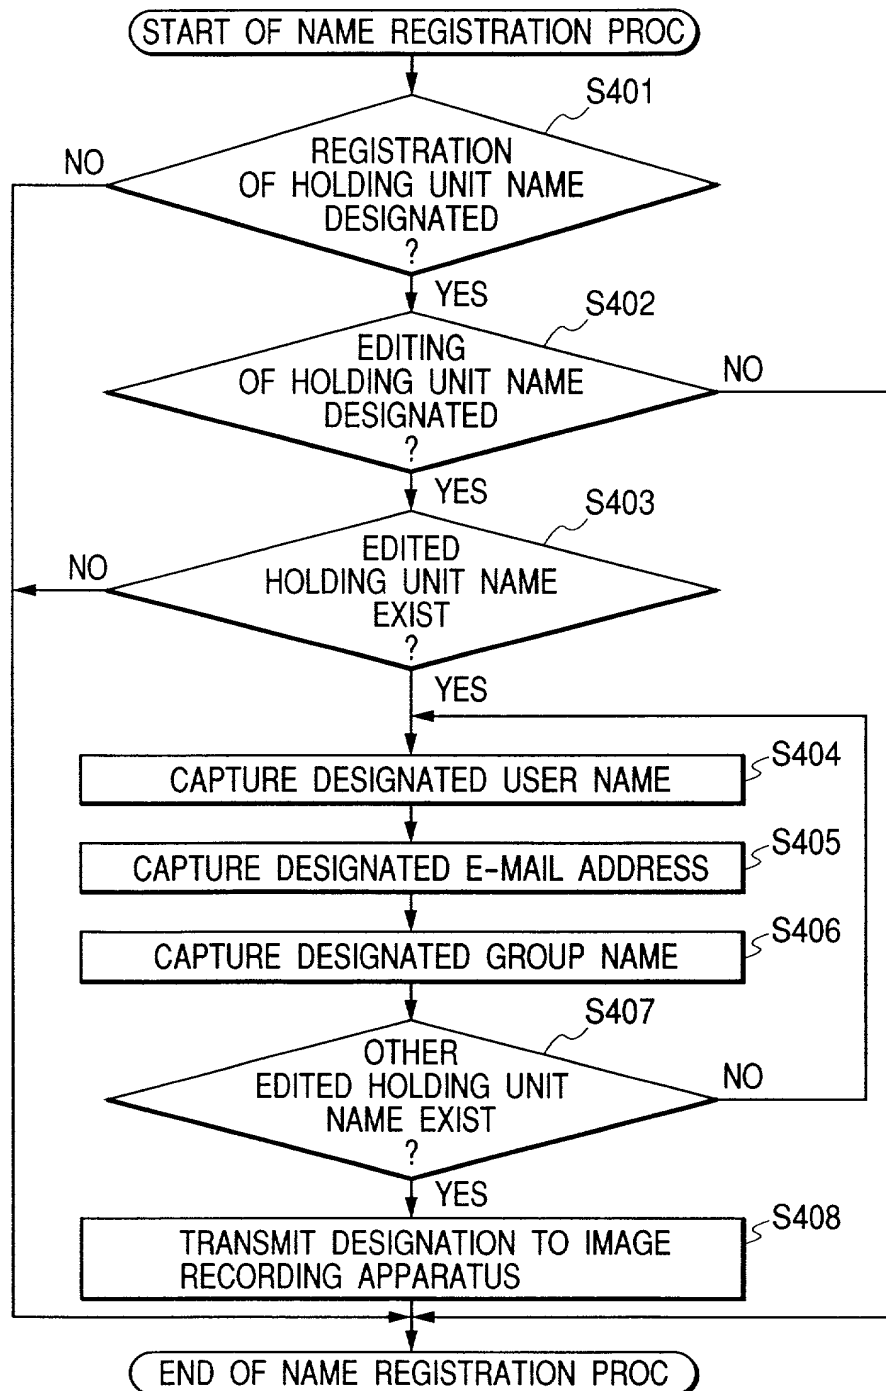 START OF NAME REGISTRATION PROC
S401
NO
REGISTRATION
OF HOLDING UNIT NAME
DESIGNATED
?
YES
S402
EDITING
OF HOLDING UNIT NAME
DESIGNATED
?
NO
YES
S403
NO
EDITED
HOLDING UNIT NAME
EXIST
?
YES
S404
CAPTURE DESIGNATED USER NAME
S405
CAPTURE DESIGNATED E-MAIL ADDRESS
S406
CAPTURE DESIGNATED GROUP NAME
S407
OTHER
EDITED HOLDING UNIT
NAME EXIST
?
NO
YES
S408
TRANSMIT DESIGNATION TO IMAGE
RECORDING APPARATUS
END OF NAME REGISTRATION PROC